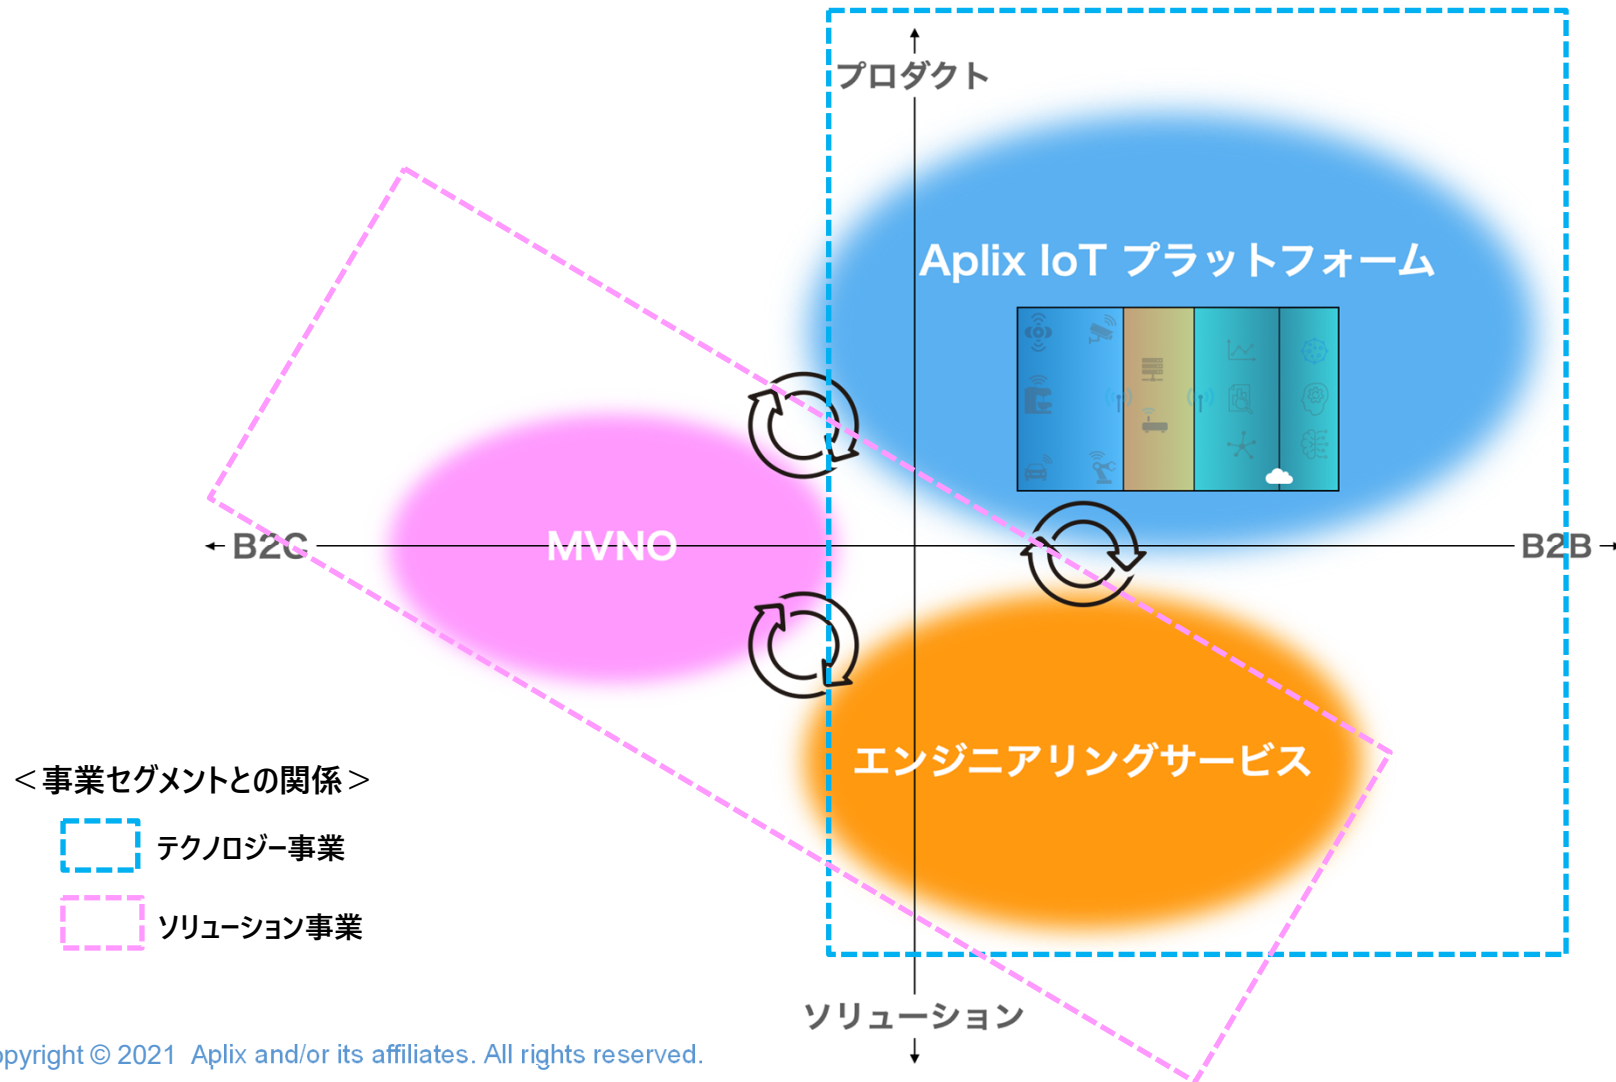 プロダクト
Aplix IoT プラットフォーム
B2C
MVNO
B2B
エンジニアリングサービス
＜事業セグメントとの関係＞
テクノロジー事業
ソリューション事業
ソリューション
opyright © 2021 Aplix and/or its affiliates. All rights reserved.